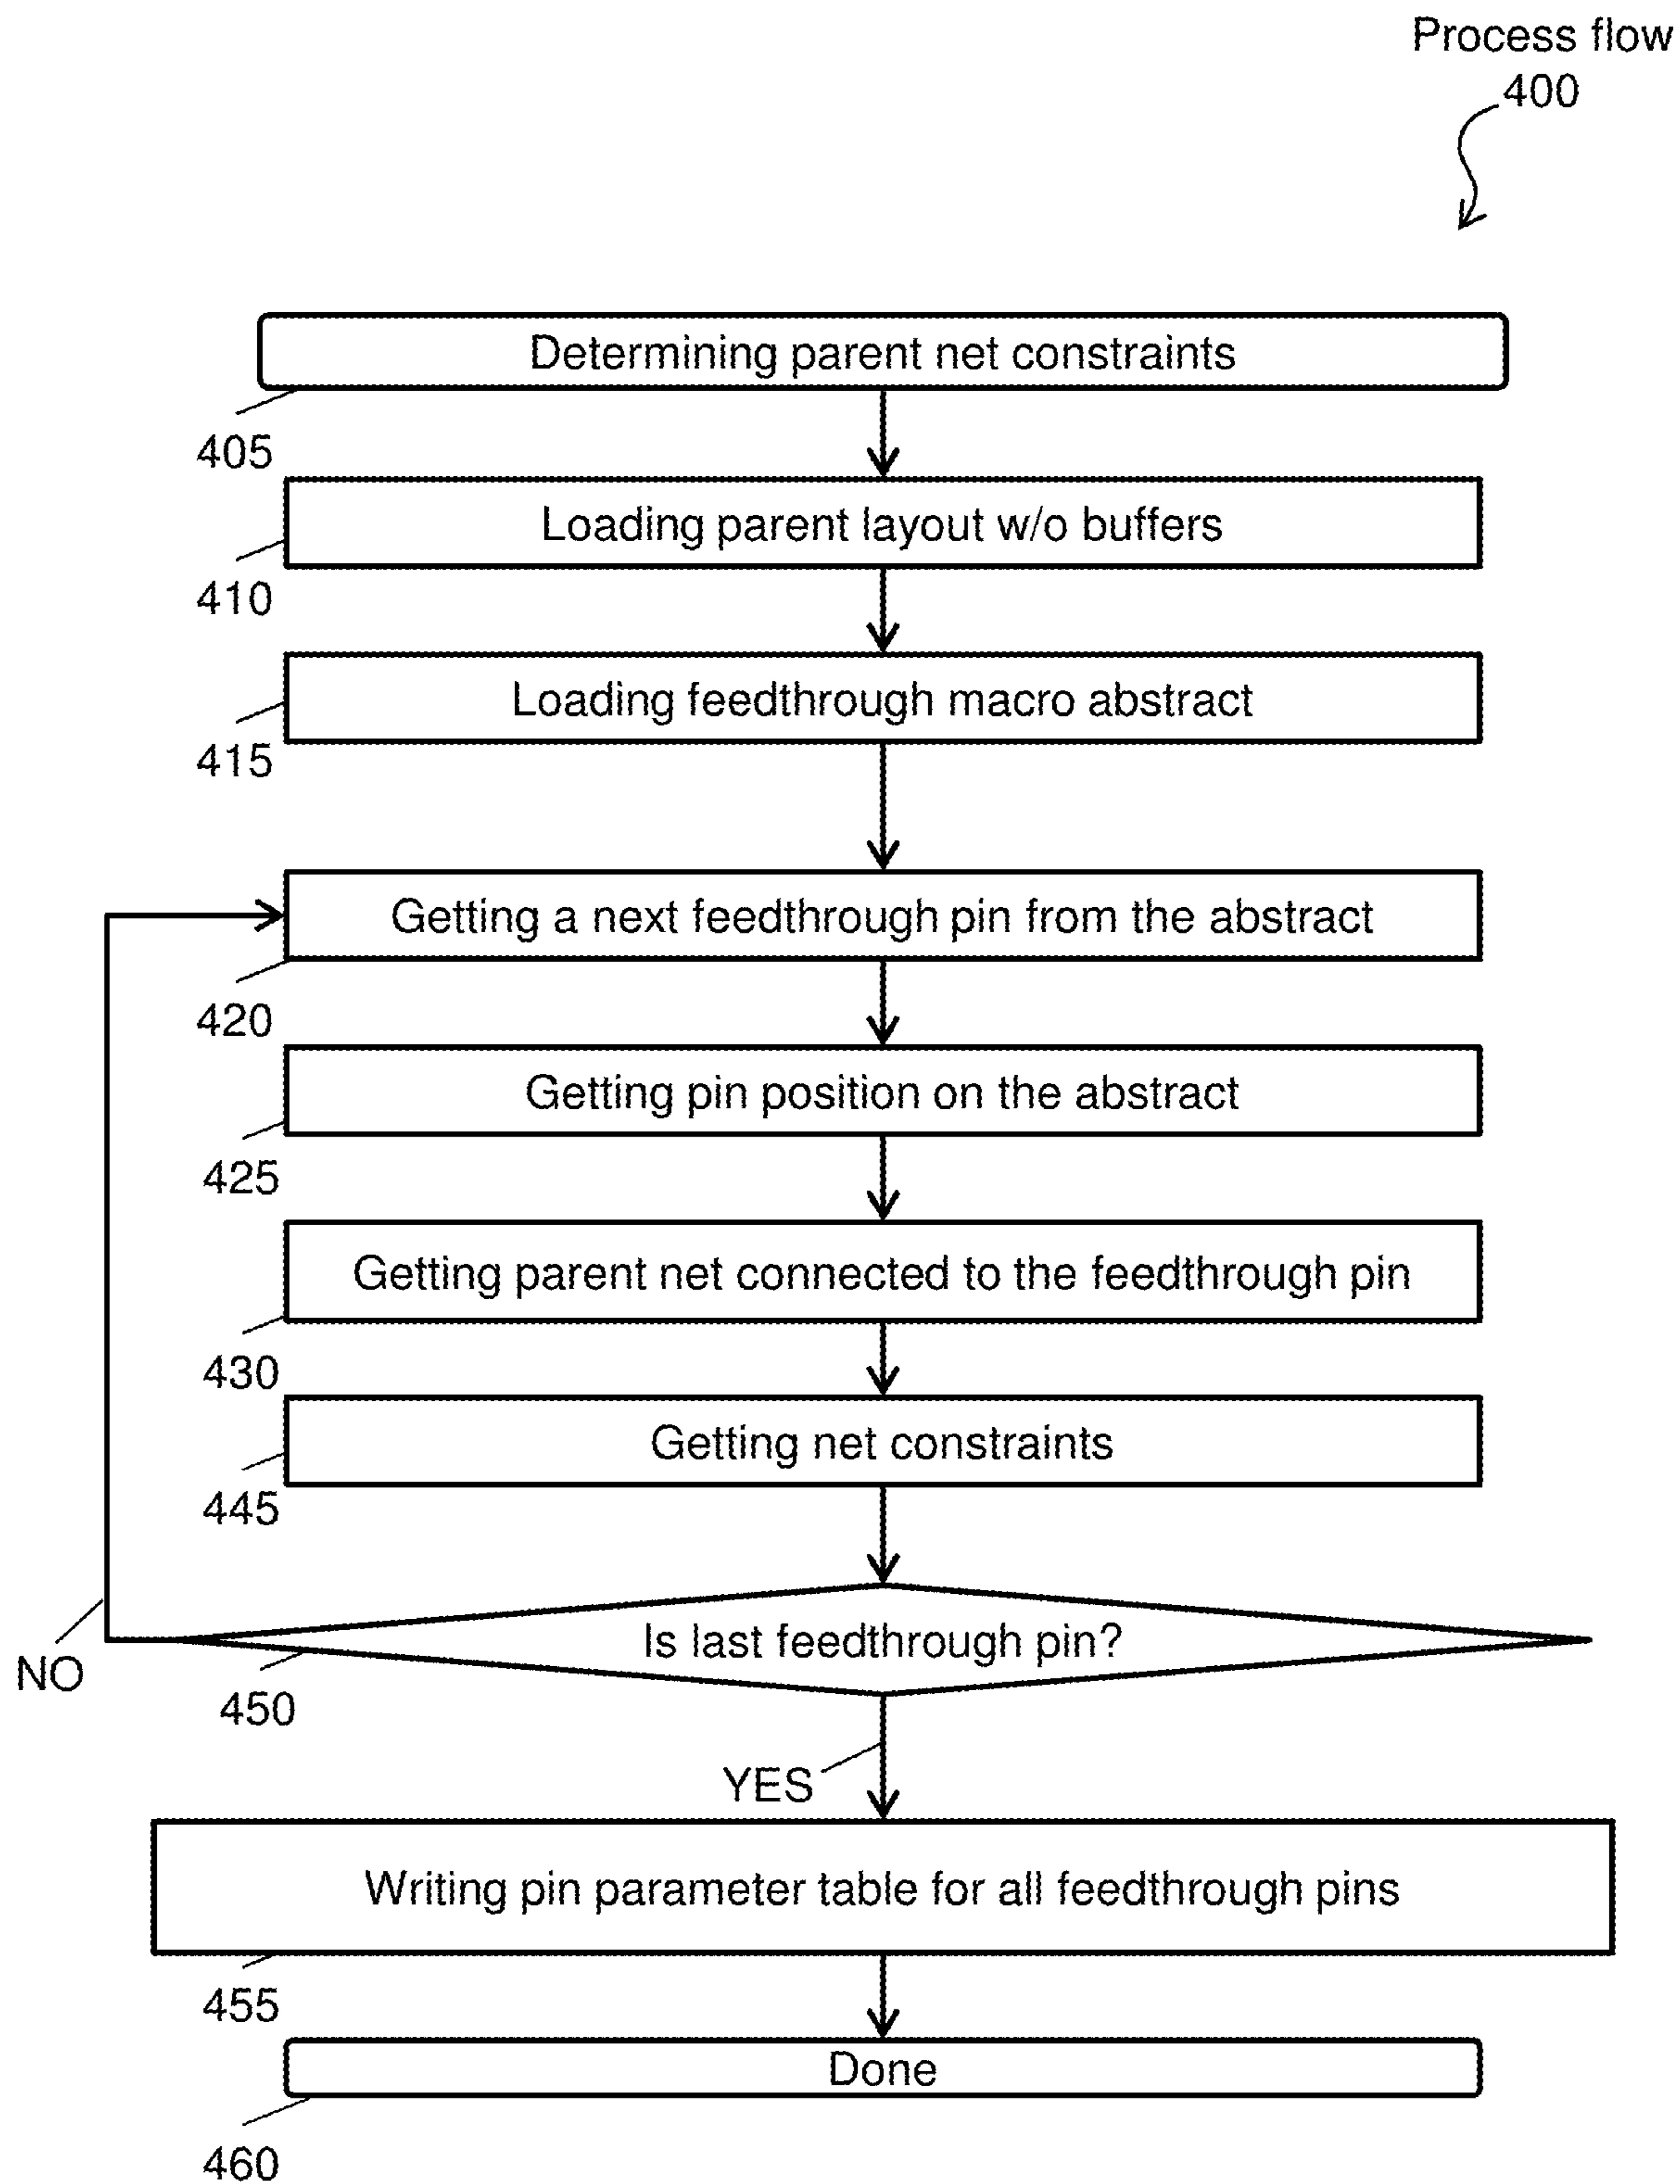 Process flow
400
Determining parent net constraints
405
Loading parent layout w/o buffers
410
Loading feedthrough macro abstract
415
Getting a next feedthrough pin from the abstract
420
Getting pin position on the abstract
425
Getting parent net connected to the feedthrough pin
430
Getting net constraints
445
Is last feedthrough pin?
NO
450
YES
Writing pin parameter table for all feedthrough pins
455
Done
460